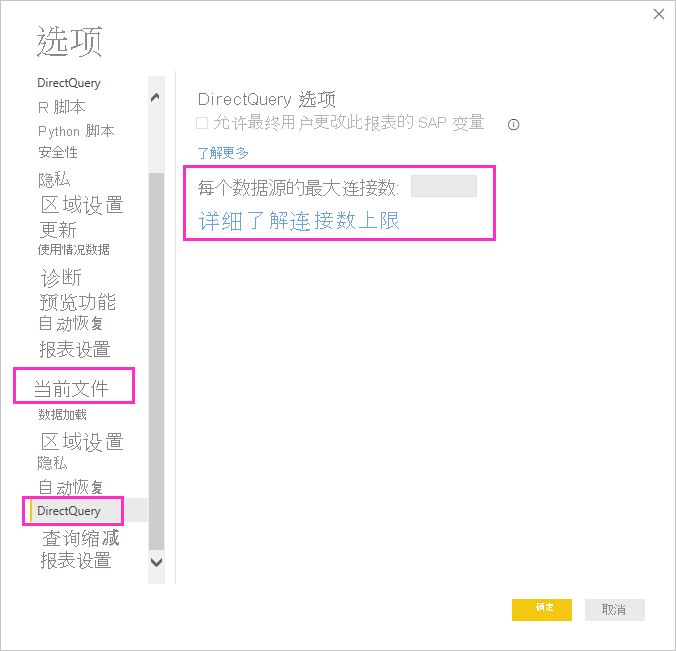 选项
DirectQuery
R 脚本
Python 脚本
安全性
隐私
区域设置
更新
使用情况数据
诊断
预览功能
自动恢复
报表设置
当前文件
数据加载
区域设置
隐私
自动恢复
DirectQuery
查询缩减
报表设置
DirectQuery 选项
允许最终用户更改此报表的 SAP 变量
了解更多
每个数据源的最大连接数:
详细了解连接数上限
确定
取消